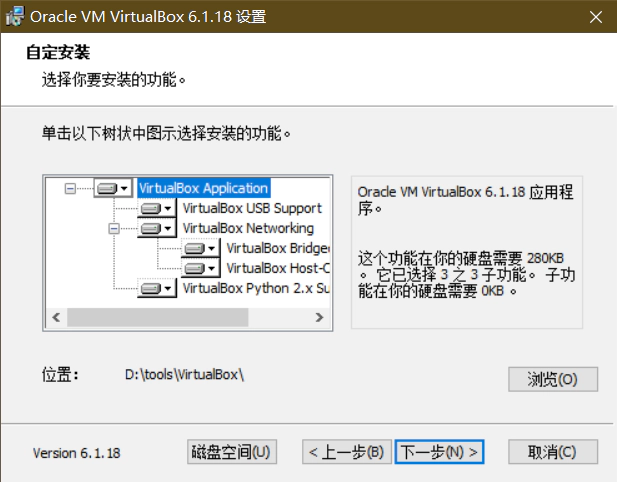 Oracle VM VirtualBox 6.1.18 设置
自定安装
选择你要安装的功能。
单击以下树状中图示选择安装的功能。
VirtualBox Application
VirtualBox USB Support
VirtualBox Networking
VirtualBox Bridged
VirtualBox Host-O
VirtualBox Python 2.x Su
Oracle VM VirtualBox 6.1.18 应用程
序。
这个功能在你的硬盘需要 280KB
。 它已选择 3 之 3 子功能。 子功
能在你的硬盘需要 0KB 。
位置:
D:\tools\VirtualBox\
浏览(O)
Version 6.1.18
磁盘空间(U)
< 上一步(B)
下一步(N) >
取消(C)